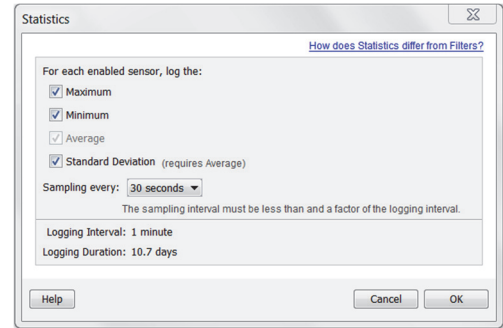 Statistics
How does Statistics differ from Filters?
For each enabled sensor, log the:
Maximum
Minimum
Average
Standard Deviation (requires Average)
Sampling every: 30 seconds
The sampling interval must be less than and a factor of the logging interval.
Logging Interval: 1 minute
Logging Duration: 10.7 days
Help Cancel OK